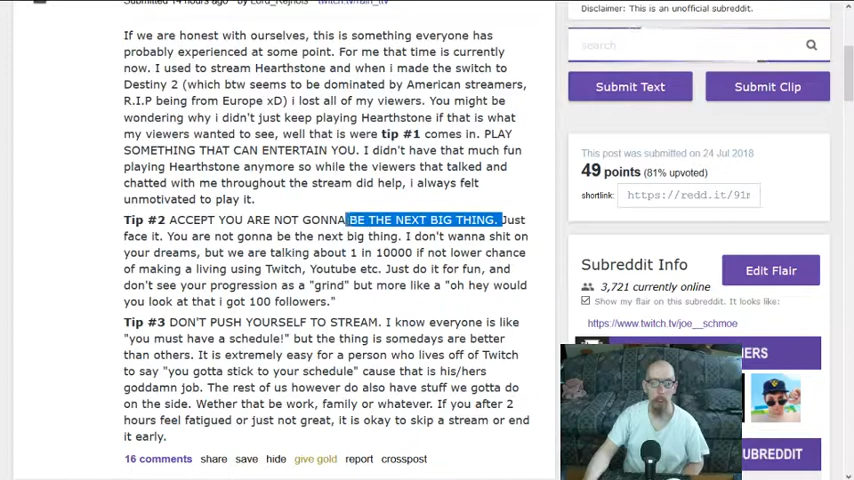 Submitted 14 hours ago by Lord_Rejhois twitch.tv/rain_ttv
Disclaimer: This is an unofficial subreddit.
If we are honest with ourselves, this is something everyone has
probably experienced at some point. For me that time is currently
now. I used to stream Hearthstone and when i made the switch to
Destiny 2 (which btw seems to be dominated by American streamers,
R.I.P being from Europe xD) i lost all of my viewers. You might be
wondering why i didn't just keep playing Hearthstone if that is what
my viewers wanted to see, well that is were tip #1 comes in. PLAY
SOMETHING THAT CAN ENTERTAIN YOU. I didn't have that much fun
playing Hearthstone anymore so while the viewers that talked and
chatted with me throughout the stream did help, i always felt
unmotivated to play it.
Tip #2 ACCEPT YOU ARE NOT GONNA BE THE NEXT BIG THING. Just
face it. You are not gonna be the next big thing. I don't wanna shit on
your dreams, but we are talking about 1 in 10000 if not lower chance
of making a living using Twitch, Youtube etc. Just do it for fun, and
don't see your progression as a "grind" but more like a "oh hey would
you look at that i got 100 followers."
Tip #3 DON'T PUSH YOURSELF TO STREAM. I know everyone is like
"you must have a schedule!" but the thing is somedays are better
than others. It is extremely easy for a person who lives off of Twitch
to say "you gotta stick to your schedule" cause that is his/hers
goddamn job. The rest of us however do also have stuff we gotta do
on the side. Wether that be work, family or whatever. If you after 2
hours feel fatigued or just not great, it is okay to skip a stream or end
it early.
16 comments share save hide give gold report crosspost
search
Submit Text
Submit Clip
This post was submitted on 24 Jul 2018
49 points (81% upvoted)
shortlink: https://redd.it/91r
Subreddit Info
Edit Flair
3,721 currently online
Show my flair on this subreddit. It looks like:
https://www.twitch.tv/joe__schmoe
ERS
SUBREDDIT